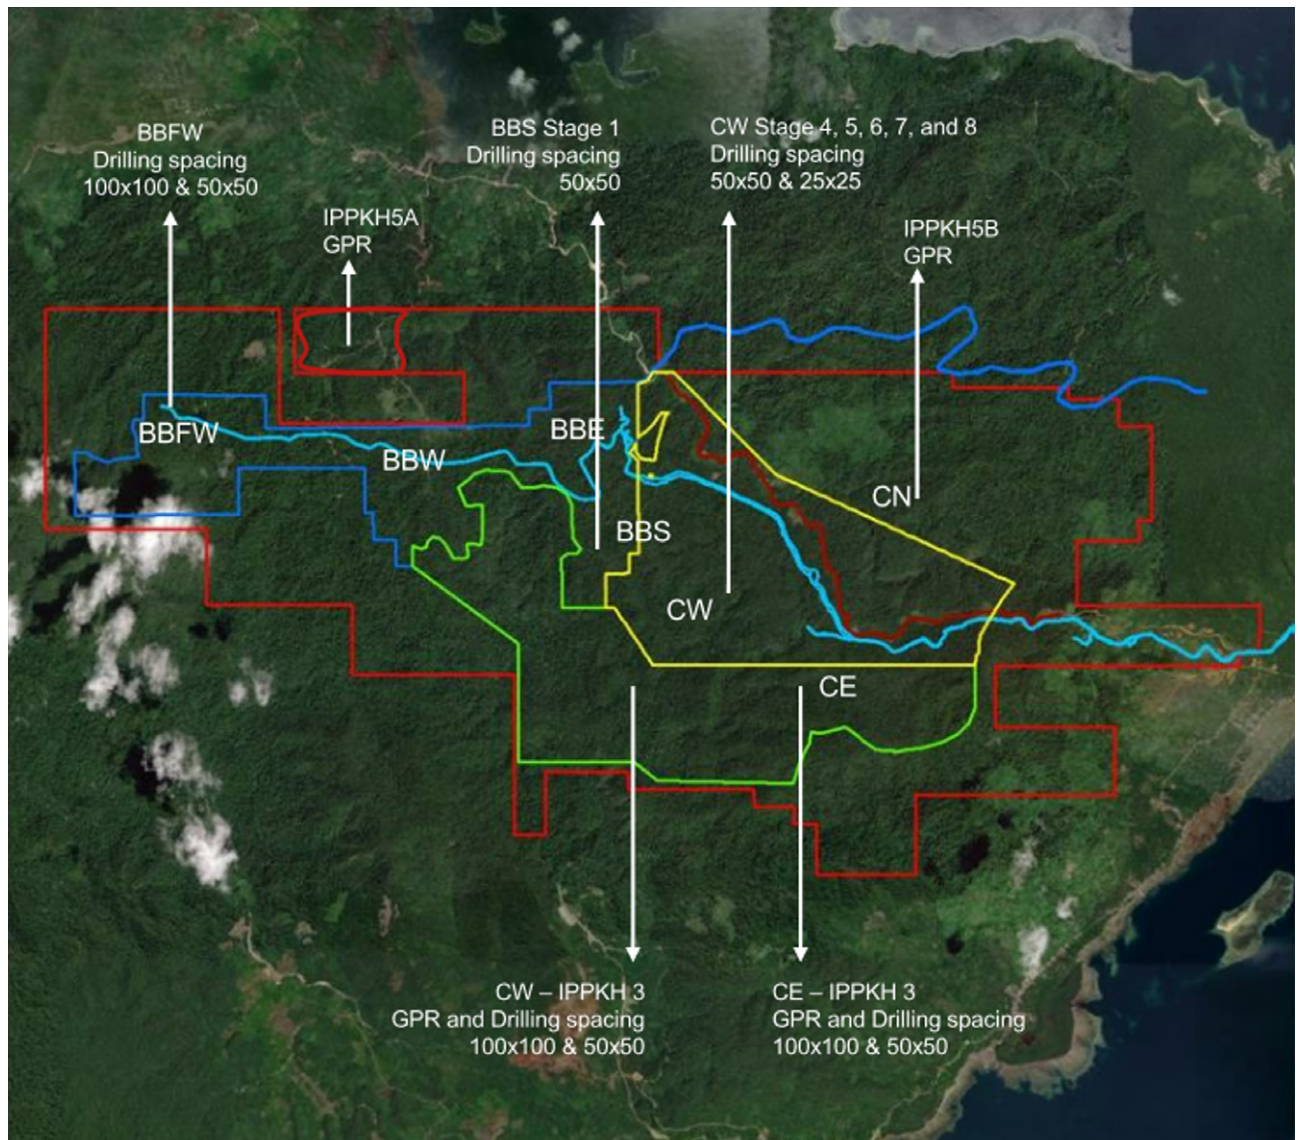 BBFW
Drilling spacing
100x100 & 50x50
BBS Stage 1
Drilling spacing
50x50
CW Stage 4, 5, 6, 7, and 8
Drilling spacing
50x50 & 25x25
IPPKH5A
GPR
IPPKH5B
GPR
BBFW
BBW
BBE
BBS
CN
CW
CE
CW – IPPKH 3
GPR and Drilling spacing
100x100 & 50x50
CE – IPPKH 3
GPR and Drilling spacing
100x100 & 50x50